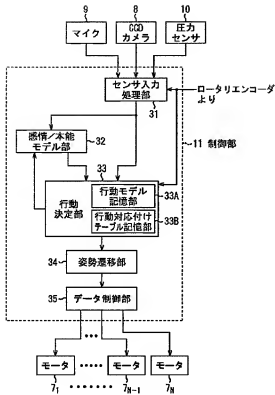 9
8
10
マイク
CCD
カメラ
圧力
センサ
センサ入力
処理部
31
ロータリエンコーダ
より
感情/本能
モデル部
32
11 制御部
33
行動
決定部
行動モデル
記憶部
33A
行動対応付け
テーブル記憶部
33B
34
姿勢遷移部
35
データ制御部
モータ
モータ
モータ
7₁
7N-1
7N